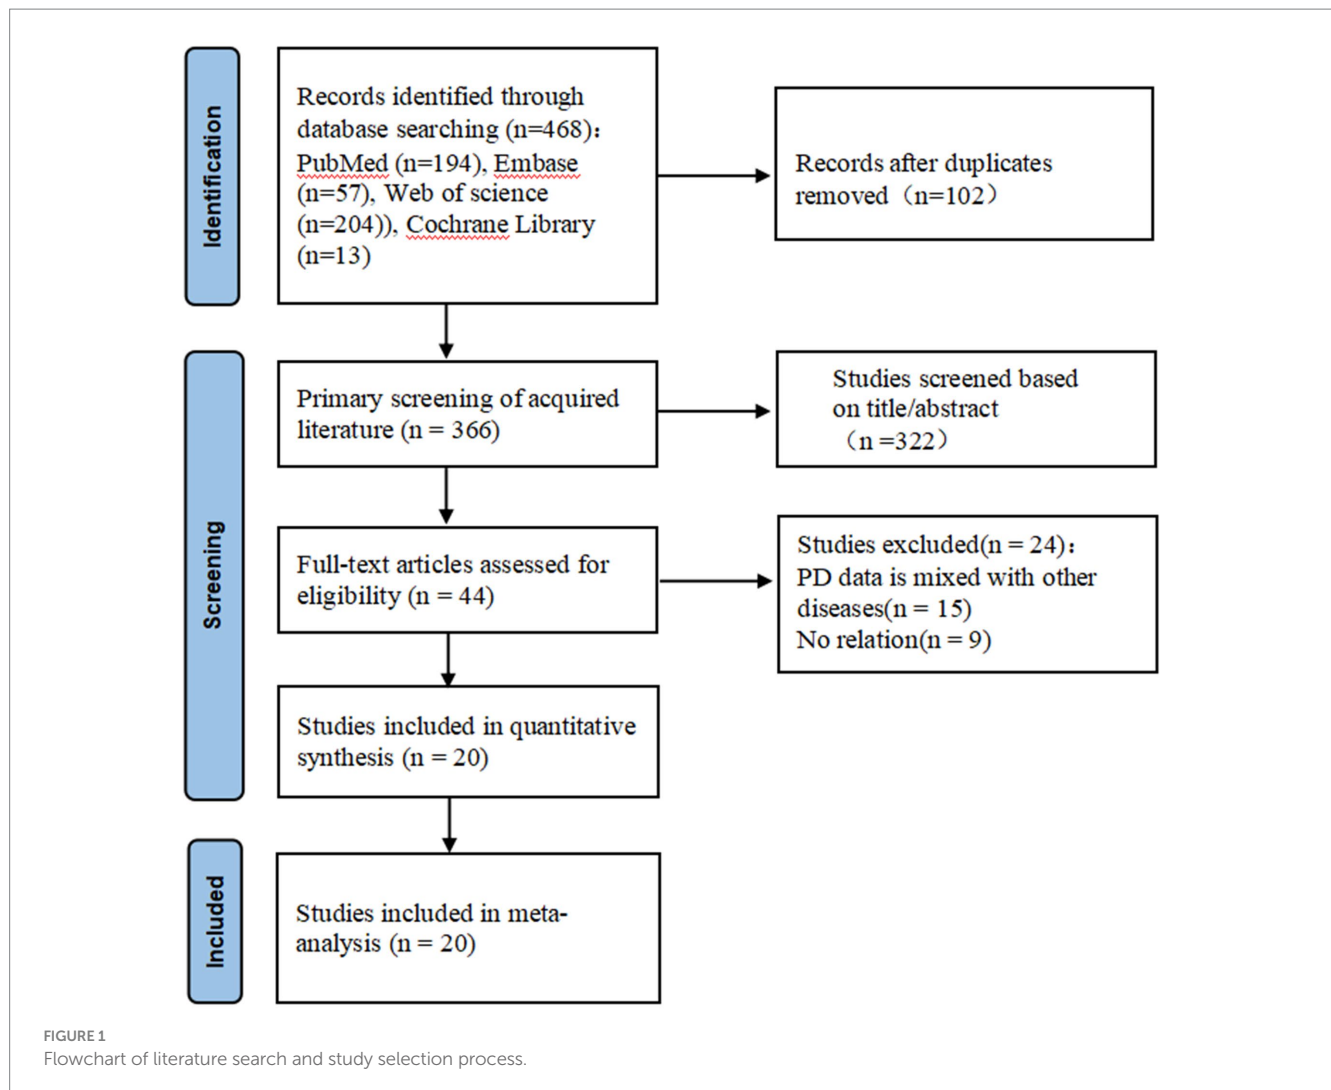 Identification
Records identified through
database searching (n=468)：
PubMed (n=194), Embase
(n=57), Web of science
(n=204)), Cochrane Library
(n=13)
Records after duplicates
removed（n=102）
Screening
Primary screening of acquired
literature (n = 366)
Studies screened based
on title/abstract
（n =322）
Full-text articles assessed for
eligibility (n = 44)
Studies excluded(n = 24)：
PD data is mixed with other
diseases(n = 15)
No relation(n = 9)
Studies included in quantitative
synthesis (n = 20)
Included
Studies included in meta-
analysis (n = 20)
FIGURE 1
Flowchart of literature search and study selection process.